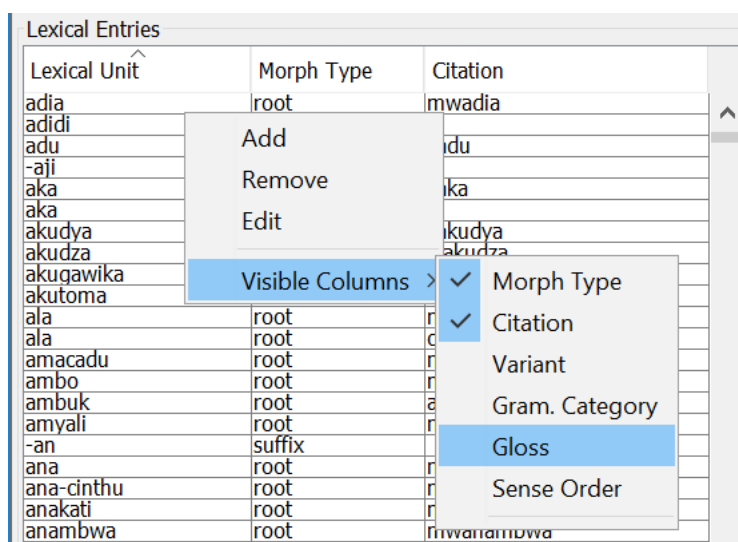 Lexical Entries
Lexical Unit Morph Type Citation
adia root mwadia
adidi
adu
-aji
aka
aka
akudya
akudza
akugawika
akutoma
ala root
ala root
amacadu root
ambo root
ambuk root
amyali root
-an suffix
ana root
ana-cinthu root
anakati root
anambwa root mwanambwa
Add
Remove
Edit
Visible Columns
Morph Type
Citation
Variant
Gram. Category
Gloss
Sense Order